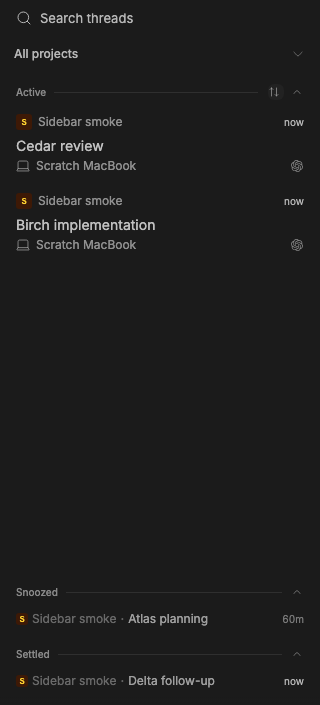 Search threads
All projects
Active
S Sidebar smoke now
Cedar review
Scratch MacBook
S Sidebar smoke now
Birch implementation
Scratch MacBook
Snoozed
S Sidebar smoke · Atlas planning 60m
Settled
S Sidebar smoke · Delta follow-up now